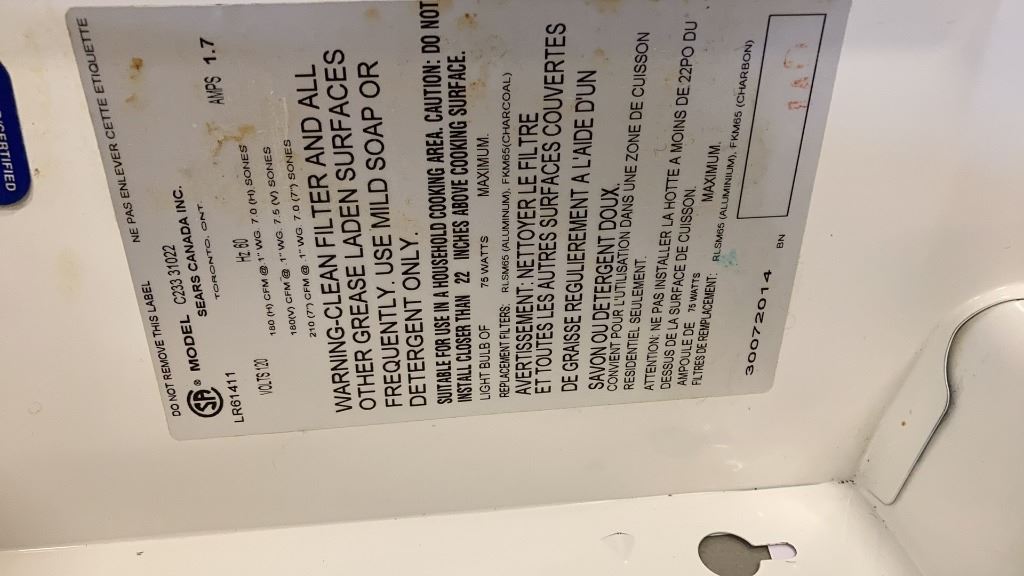 DO NOT REMOVE THIS LABEL NE PAS ENLEVER CETTE ETIQUETTE
SA ® MODEL C233 31022
SEARS CANADA INC.
TORONTO, ONT.
LR61411
VOLTS 120 Hz 60 AMPS 1.7
180 (H) CFM @ .1" WG. 7.0 (H) SONES
180(V) CFM @ .1" WG. 7.5 (V) SONES
210 (7") CFM @ .1" WG. 7.0 (7") SONES
WARNING-CLEAN FILTER AND ALL
OTHER GREASE LADEN SURFACES
FREQUENTLY. USE MILD SOAP OR
DETERGENT ONLY.
SUITABLE FOR USE IN A HOUSEHOLD COOKING AREA. CAUTION: DO NOT
INSTALL CLOSER THAN 22 INCHES ABOVE COOKING SURFACE.
LIGHT BULB OF 75 WATTS MAXIMUM.
REPLACEMENT FILTERS: RLSM65 (ALUMINUM), FKM65(CHARCOAL)
AVERTISSEMENT: NETTOYER LE FILTRE
ET TOUTES LES AUTRES SURFACES COUVERTES
DE GRAISSE REGULIEREMENT A L'AIDE D'UN
SAVON OU DETERGENT DOUX.
CONVIENT POUR L'UTILISATION DANS UNE ZONE DE CUISSON
RESIDENTIEL SEULEMENT.
ATTENTION: NE PAS INSTALLER LA HOTTE A MOINS DE 22PO DU
DESSUS DE LA SURFACE DE CUISSON.
AMPOULE DE 75 WATTS MAXIMUM.
FILTRES DE REMPLACEMENT: RLSM65 (ALUMINIUM), FKM65 (CHARBON)
30072014 BN
CERTIFIED